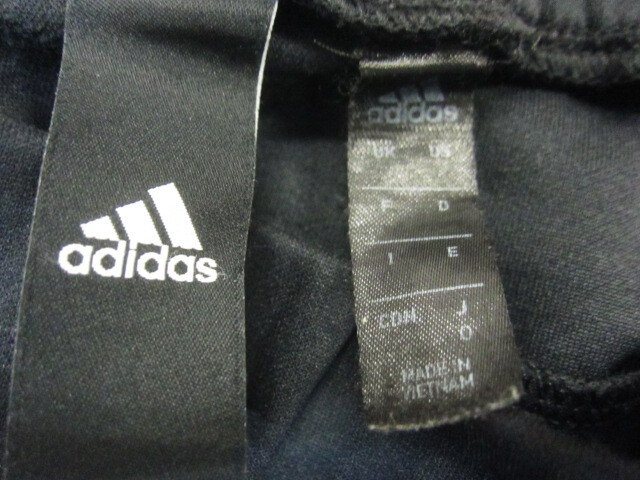 adidas
adidas
UK US
F D
I E
CDN J
O
MADE IN
VIETNAM